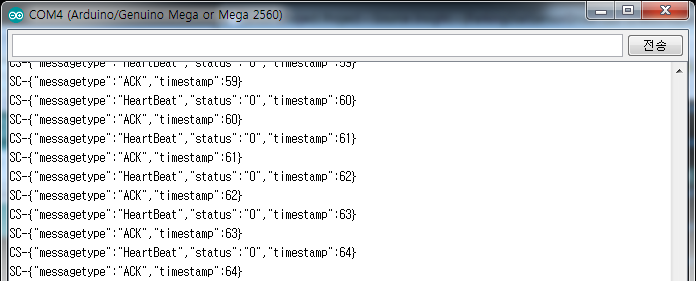 COM4 (Arduino/Genuino Mega or Mega 2560)
전송
CS-{"messagetype":"HeartBeat","status":"0","timestamp":59}
SC-{"messagetype":"ACK","timestamp":59}
CS-{"messagetype":"HeartBeat","status":"0","timestamp":60}
SC-{"messagetype":"ACK","timestamp":60}
CS-{"messagetype":"HeartBeat","status":"0","timestamp":61}
SC-{"messagetype":"ACK","timestamp":61}
CS-{"messagetype":"HeartBeat","status":"0","timestamp":62}
SC-{"messagetype":"ACK","timestamp":62}
CS-{"messagetype":"HeartBeat","status":"0","timestamp":63}
SC-{"messagetype":"ACK","timestamp":63}
CS-{"messagetype":"HeartBeat","status":"0","timestamp":64}
SC-{"messagetype":"ACK","timestamp":64}